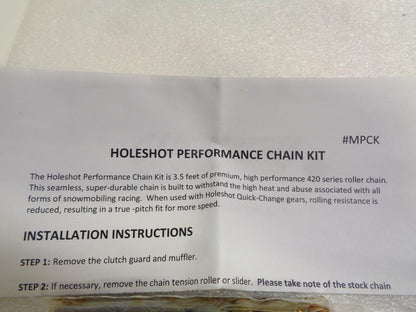 #MPCK
HOLESHOT PERFORMANCE CHAIN KIT
The Holeshot Performance Chain Kit is 3.5 feet of premium, high performance 420 series roller chain.
This seamless, super-durable chain is built to withstand the high heat and abuse associated with all
forms of snowmobiling racing. When used with Holeshot Quick-Change gears, rolling resistance is
reduced, resulting in a true -pitch fit for more speed.
INSTALLATION INSTRUCTIONS
STEP 1: Remove the clutch guard and muffler.
STEP 2: If necessary, remove the chain tension roller or slider. Please take note of the stock chain